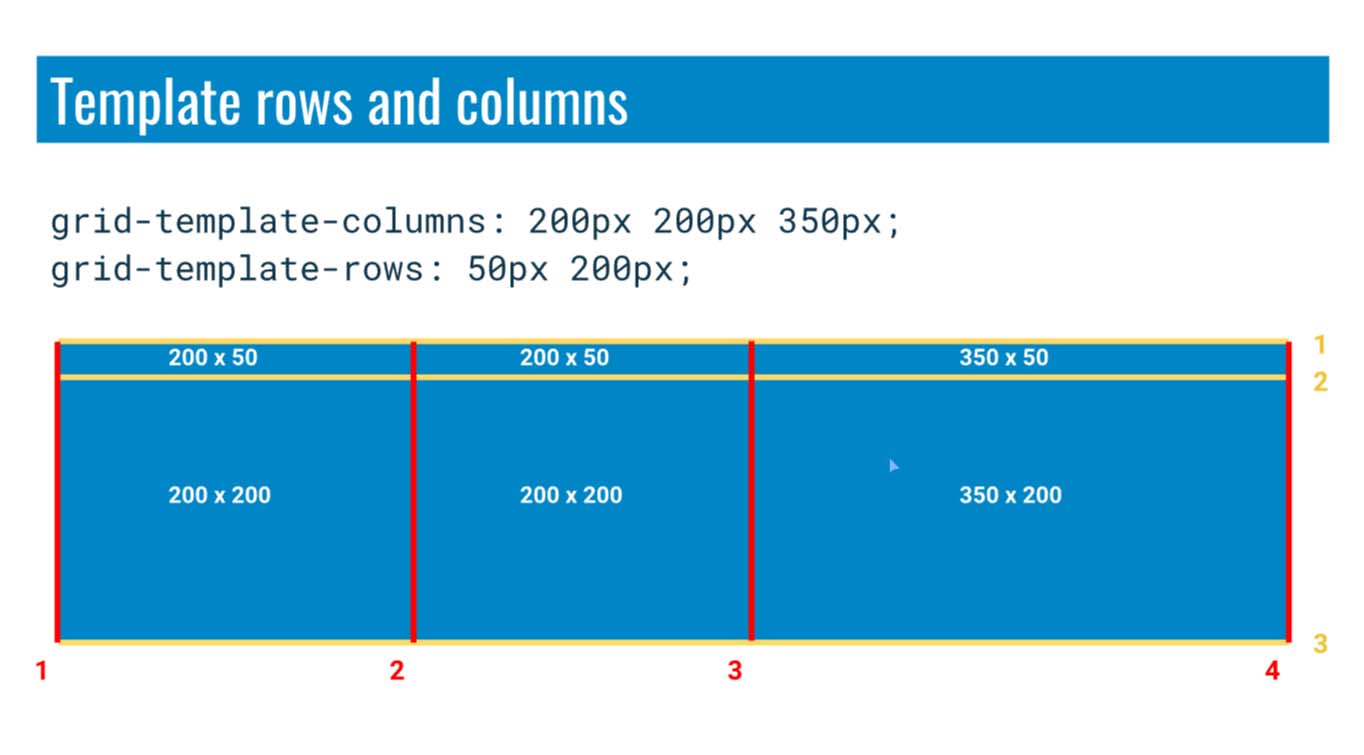 Template rows and columns
grid-template-columns: 200px 200px 350px;
grid-template-rows: 50px 200px;
200 x 50 200 x 50 350 x 50 1
2
200 x 200 200 x 200 350 x 200
3
1 2 3 4